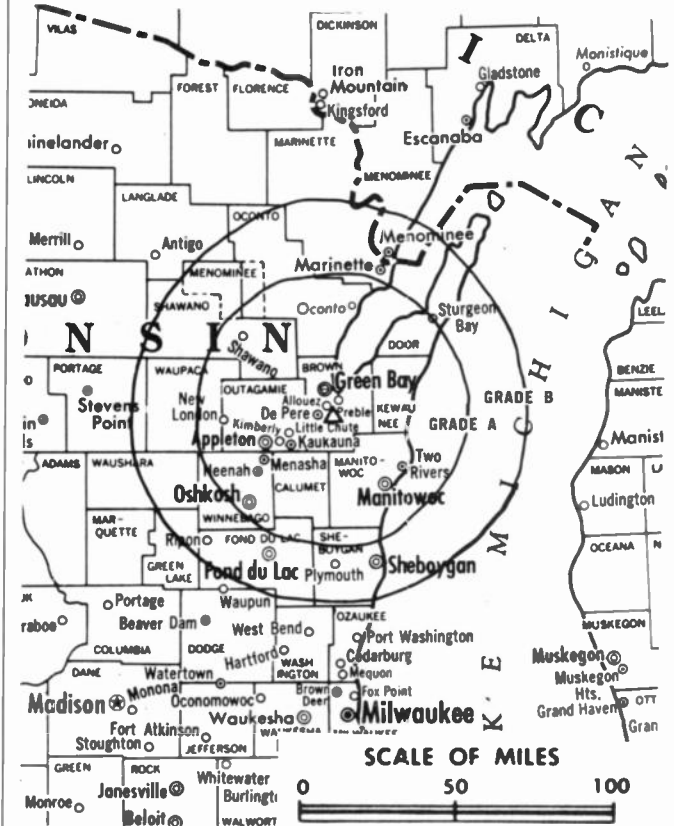 DICKINSON
VILAS
I
DELTA
Monistique
Iron
Mountain
Gladstone
FOREST
FLORENCE
ONEIDA
Kingsford
C
Escanaba
inelander
MARINETTE
N
LINCOLN
MENOMINEE
LANGLADE
A
OCONTO
Merrill
Antigo
Menominee
G
ATHON
MENOMINEE
Marinette
ausau
SHAWANO
Oconto
Sturgeon
Bay
I
LEEL
N S I N
Shawano
DOOR
H
PORTAGE
WAUPACA
BROWN
BENZIE
OUTAGAMIE
Green Bay
GRADE B
MANISTE
Stevens
Point
New
London
Allouez
De Pere
Preble
KEWAU
NEE
GRADE A
C
in
ls
Kimberly
Little Chute
Appleton
Kaukauna
Manist
ADAMS
WAUSHARA
Neenah
Menasha
MANITO-
WOC
Two
Rivers
MASON
CALUMET
Oshkosh
Manitowoc
I
Ludington
MAR-
QUETTE
WINNEBAGO
Ripon
FOND DU LAC
SHE-
BOYGAN
M
OCEANA
N
GREEN
LAKE
Fond du Lac
Plymouth
Sheboygan
Waupun
Portage
OZAUKEE
MUSKEGON
raboe
Beaver Dam
West Bend
Port Washington
COLUMBIA
DODGE
Hartford
WASH
INGTON
Cedarburg
E
Muskegon
DANE
Watertown
Mequon
Muskegon
Hts.
Madison
Monona
Oconomowoc
Brown
Deer
Fox Point
K
Grand Haven
OTT
Fort Atkinson
Waukesha
Milwaukee
Gran
Stoughton
JEFFERSON
WAUKESHA
MILWAUKEE
SCALE OF MILES
GREEN
ROCK
Whitewater
0 50 100
Monroe
Janesville
Burlingt
Beloit
WALWORT